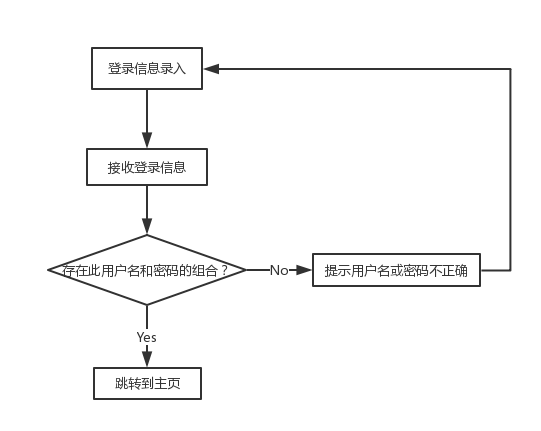 登录信息录入
接收登录信息
存在此用户名和密码的组合？
No
提示用户名或密码不正确
Yes
跳转到主页